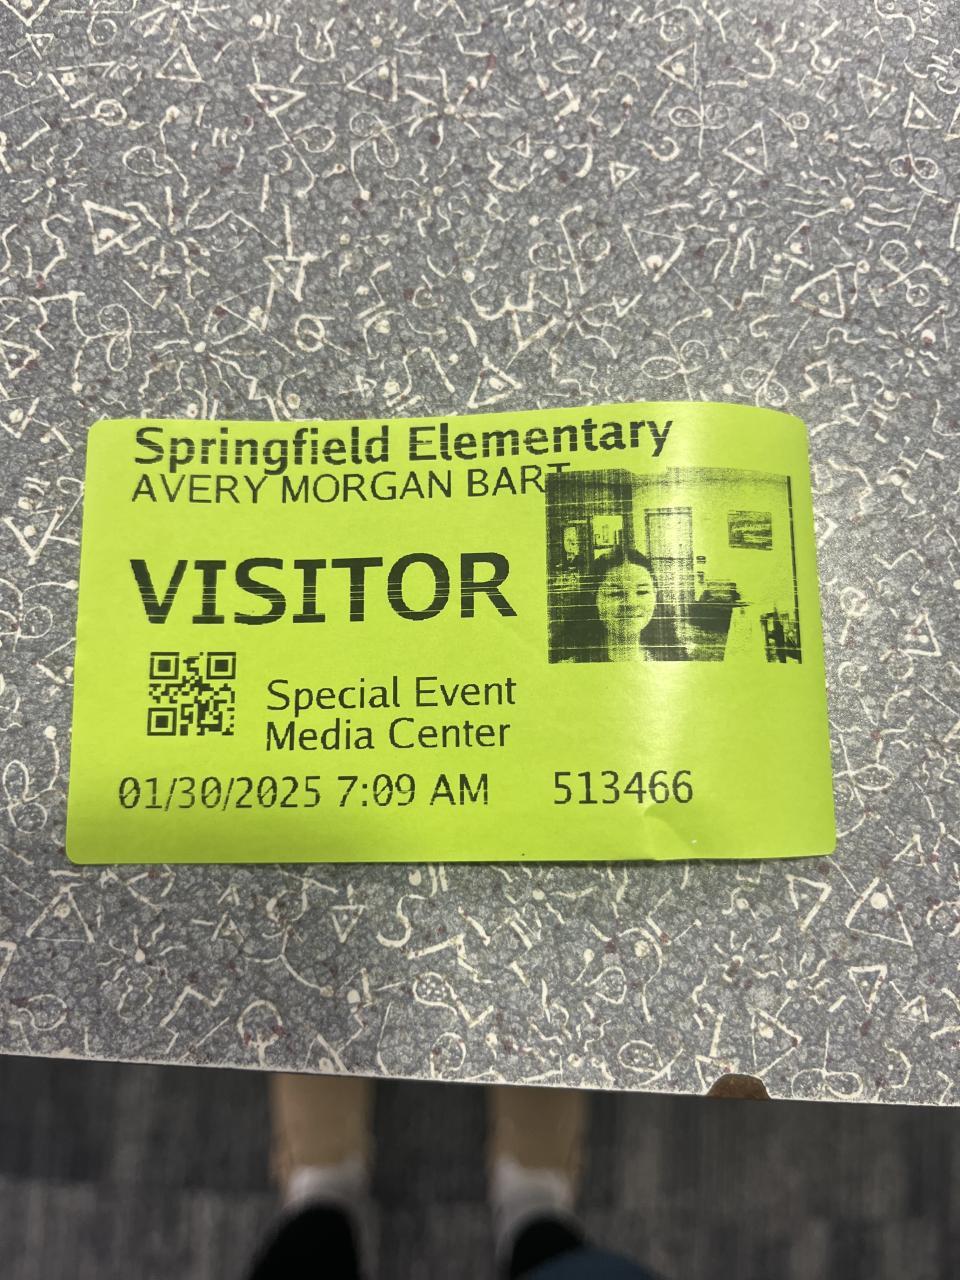 Springfield Elementary
AVERY MORGAN BART
VISITOR
Special Event
Media Center
01/30/2025 7:09 AM 513466